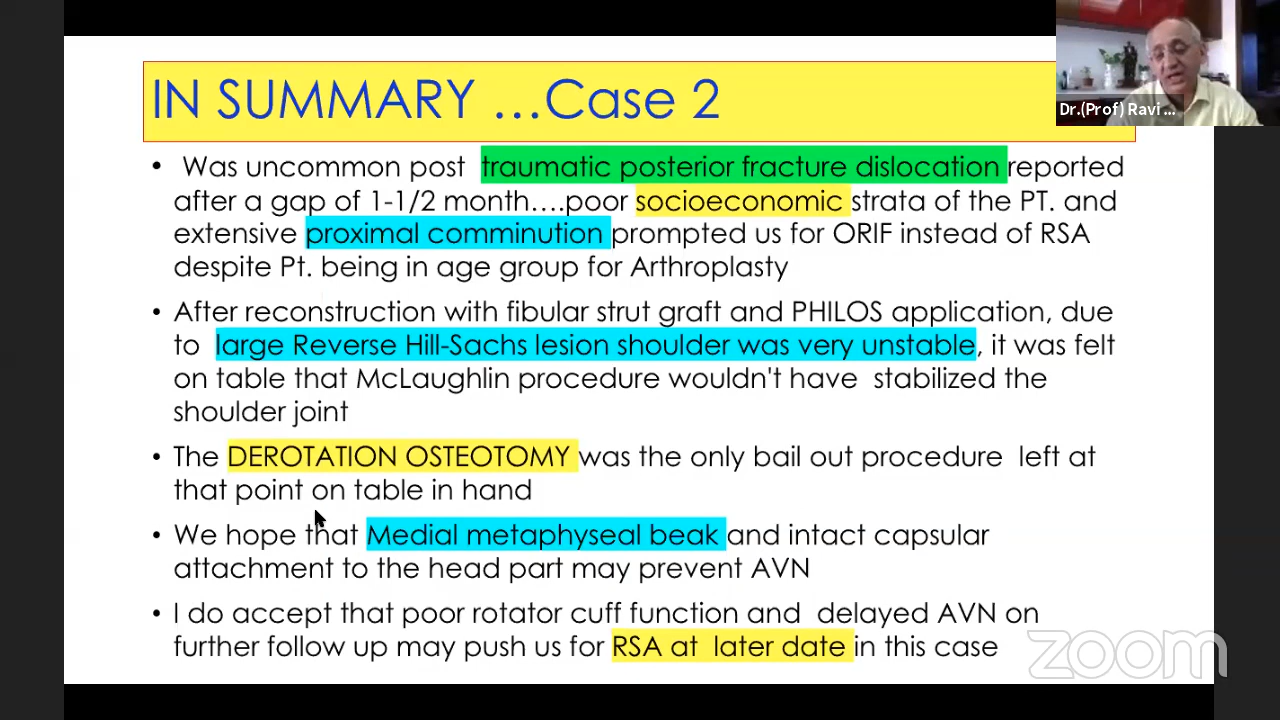 IN SUMMARY ...Case 2
Dr.(Prof) Ravi ...
• Was uncommon post traumatic posterior fracture dislocation reported
after a gap of 1-1/2 month....poor socioeconomic strata of the PT. and
extensive proximal comminution prompted us for ORIF instead of RSA
despite Pt. being in age group for Arthroplasty
• After reconstruction with fibular strut graft and PHILOS application, due
to large Reverse Hill-Sachs lesion shoulder was very unstable, it was felt
on table that McLaughlin procedure wouldn't have stabilized the
shoulder joint
• The DEROTATION OSTEOTOMY was the only bail out procedure left at
that point on table in hand
• We hope that Medial metaphyseal beak and intact capsular
attachment to the head part may prevent AVN
• I do accept that poor rotator cuff function and delayed AVN on
further follow up may push us for RSA at later date in this case
zoom